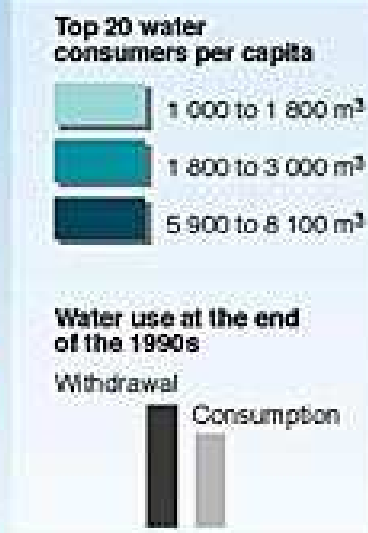 Top 20 water
consumers per capita
1 000 to 1 800 m³
1 800 to 3 000 m³
5 900 to 8 100 m³
Water use at the end
of the 1990s
Withdrawal
Consumption